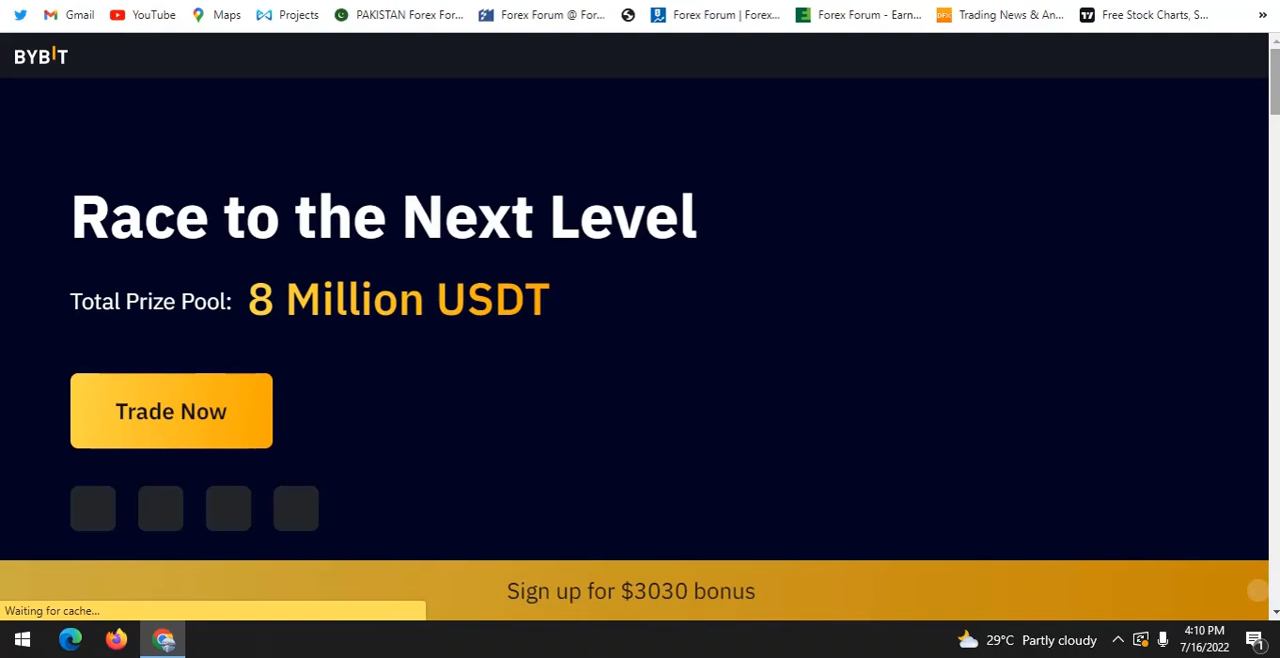 Gmail YouTube Maps Projects PAKISTAN Forex For... Forex Forum @ For... Forex Forum | Forex... Forex Forum - Earn... DFX Trading News & An... Free Stock Charts, S... »
BYBIT
Race to the Next Level
Total Prize Pool: 8 Million USDT
Trade Now
Sign up for $3030 bonus
Waiting for cache...
29°C Partly cloudy
4:10 PM
7/16/2022
1